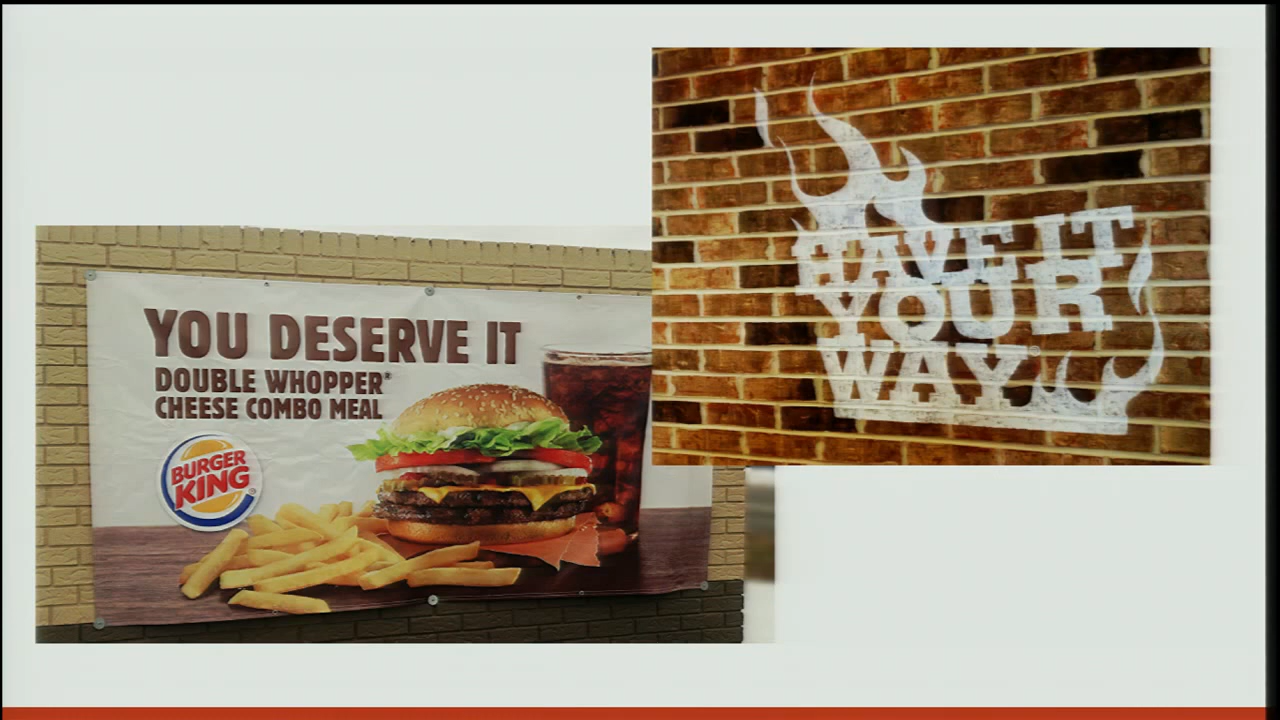 YOU DESERVE IT
DOUBLE WHOPPER*
CHEESE COMBO MEAL
BURGER
KING
®
HAVE IT
YOUR
WAY